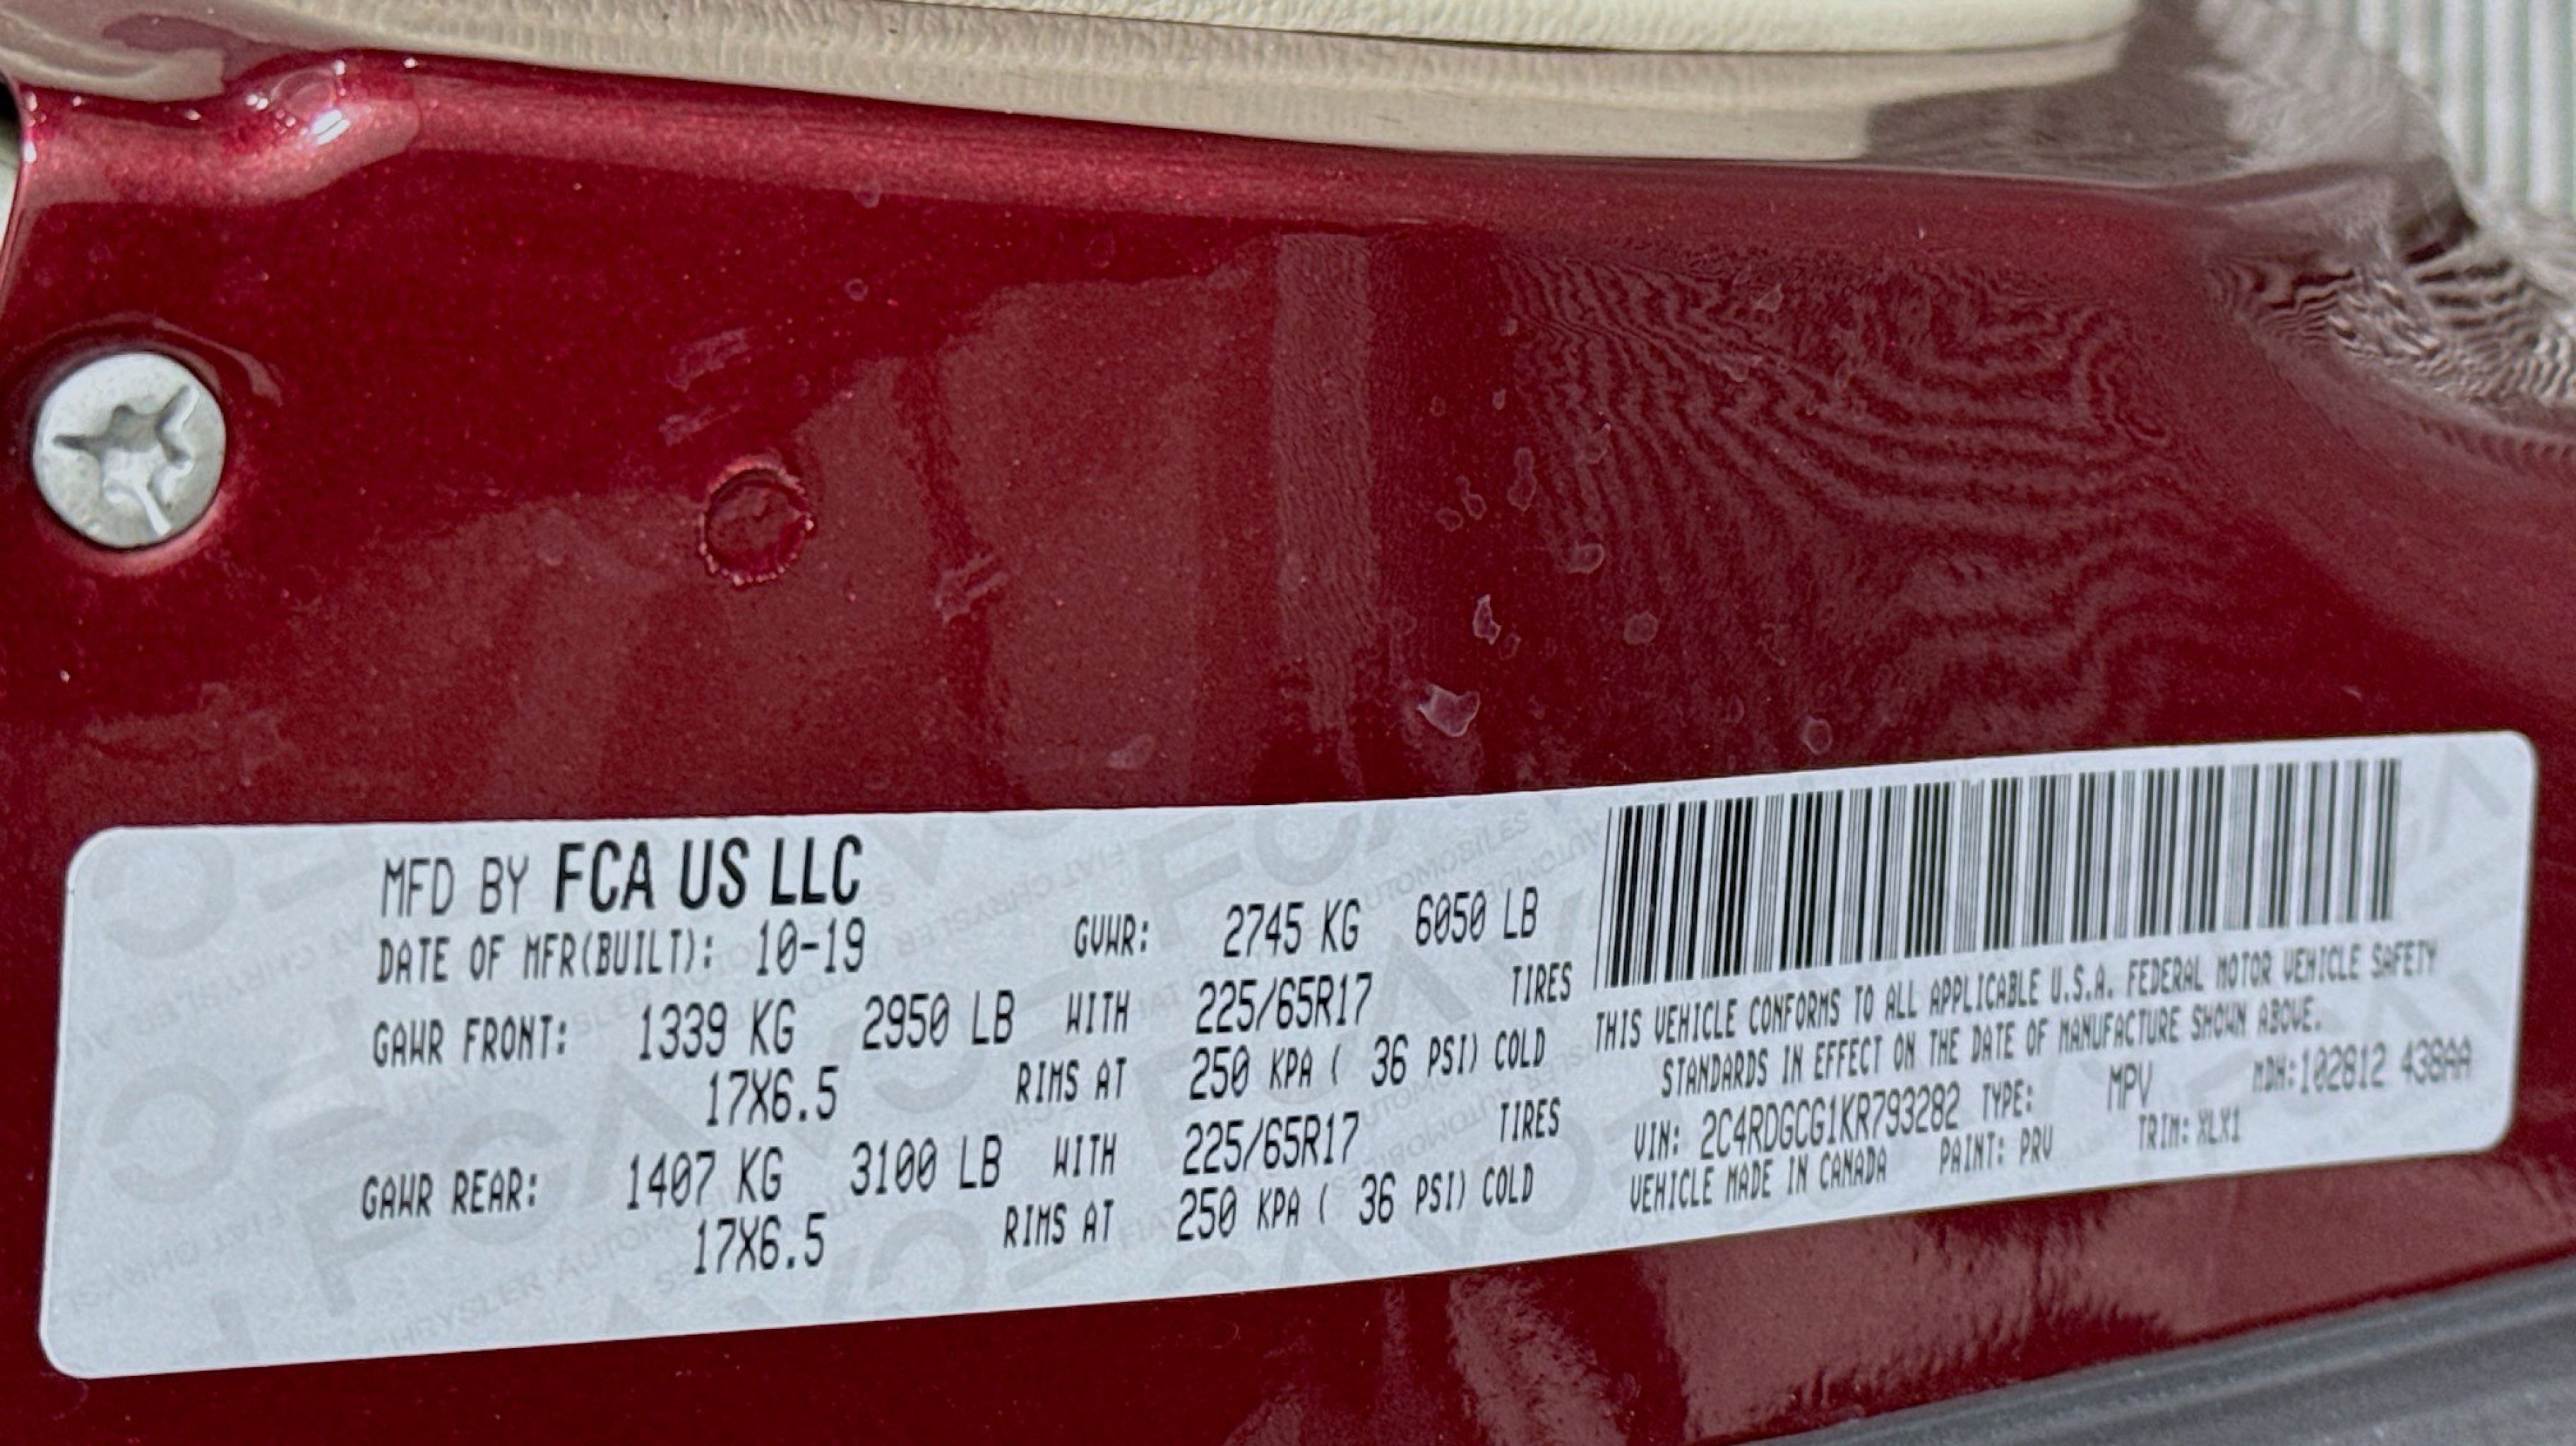 MFD BY FCA US LLC
DATE OF MFR(BUILT): 10-19 GVWR: 2745 KG 6050 LB
GAWR FRONT: 1339 KG 2950 LB WITH 225/65R17 TIRES
17X6.5 RIMS AT 250 KPA ( 36 PSI) COLD
GAWR REAR: 1407 KG 3100 LB WITH 225/65R17 TIRES
17X6.5 RIMS AT 250 KPA ( 36 PSI) COLD
THIS VEHICLE CONFORMS TO ALL APPLICABLE U.S.A. FEDERAL MOTOR VEHICLE SAFETY
STANDARDS IN EFFECT ON THE DATE OF MANUFACTURE SHOWN ABOVE.
VIN: 2C4RDGCG1KR793282 TYPE: MPV MDH:102812 438AA
VEHICLE MADE IN CANADA PAINT: PRV TRIM: XLX1